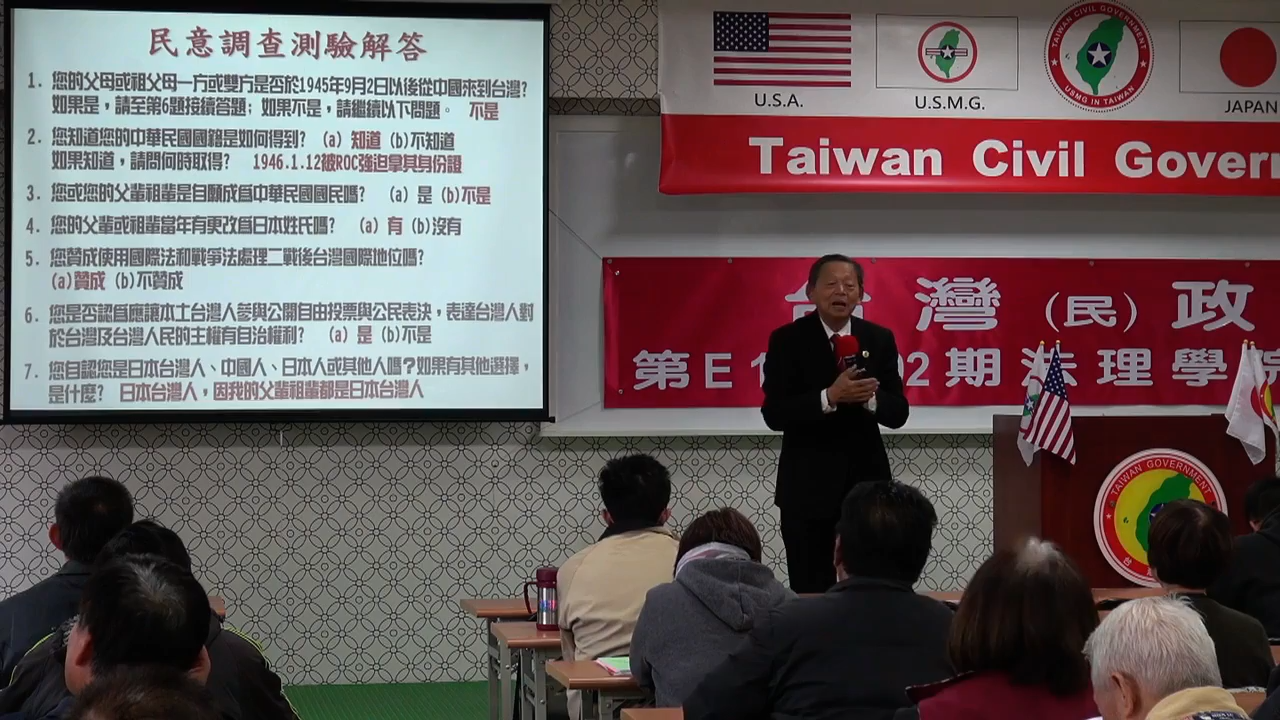 民意調查測驗解答
1. 您的父母或祖父母一方或雙方是否於1945年9月2日以後從中國來到台灣?
如果是，請至第6題接續答題; 如果不是，請繼續以下問題。 不是
2. 您知道您的中華民國國籍是如何得到? (a) 知道 (b)不知道
如果知道，請問何時取得? 1946.1.12被ROC強迫拿其身份證
3. 您或您的父輩祖輩是自願成為中華民國國民嗎? (a) 是 (b)不是
4. 您的父輩或祖輩當年有更改為日本姓氏嗎? (a) 有 (b)沒有
5. 您贊成使用國際法和戰爭法處理二戰後台灣國際地位嗎?
(a)贊成 (b)不贊成
6. 您是否認為應讓本土台灣人參與公開自由投票與公民表決，表達台灣人對
於台灣及台灣人民的主權有自治權利? (a) 是 (b)不是
7. 您自認您是日本台灣人、中國人、日本人或其他人嗎? 如果有其他選擇，
是什麼? 日本台灣人，因我的父輩祖輩都是日本台灣人
TAIWAN CIVIL GOVERNMENT
USMG IN TAIWAN
U.S.A.
U.S.M.G.
JAPAN
Taiwan Civil Govern
台灣(民)政
第E1 02期法理學院
TAIWAN GOVERNMENT